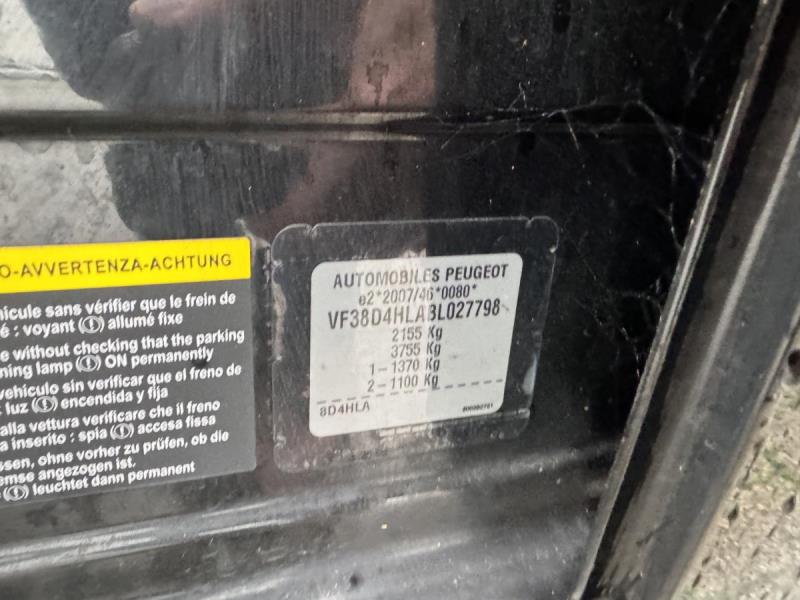 O-AVVERTENZA-ACHTUNG
icule sans vérifier que le frein de
é : voyant (!) allumé fixe
e without checking that the parking
ning lamp (!) ON permanently
vehiculo sin verificar que el freno de
: luz (!) encendida y fija
alla vettura verificare che il freno
a inserito : spia (!) accesa fissa
ssen, ohne vorher zu prüfen, ob die
emse angezogen ist.
(!) leuchtet dann permanent
AUTOMOBILES PEUGEOT
e2*2007/46*0080*
VF38D4HLABL027798
2155 Kg
3755 Kg
1-1370 Kg
2-1100 Kg
8D4HLA